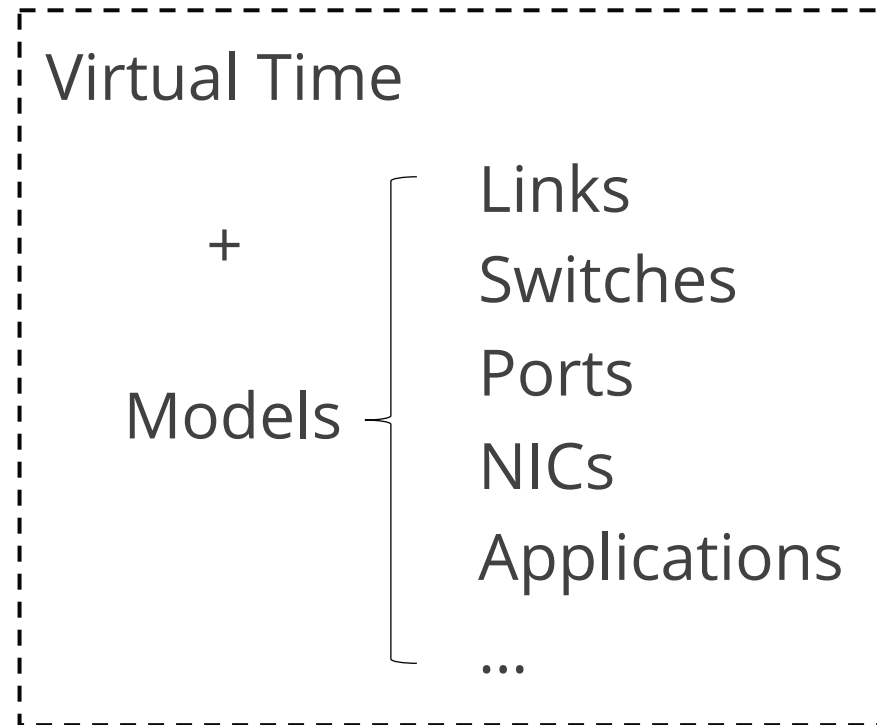 Virtual Time
+
Models
Links
Switches
Ports
NICs
Applications
...